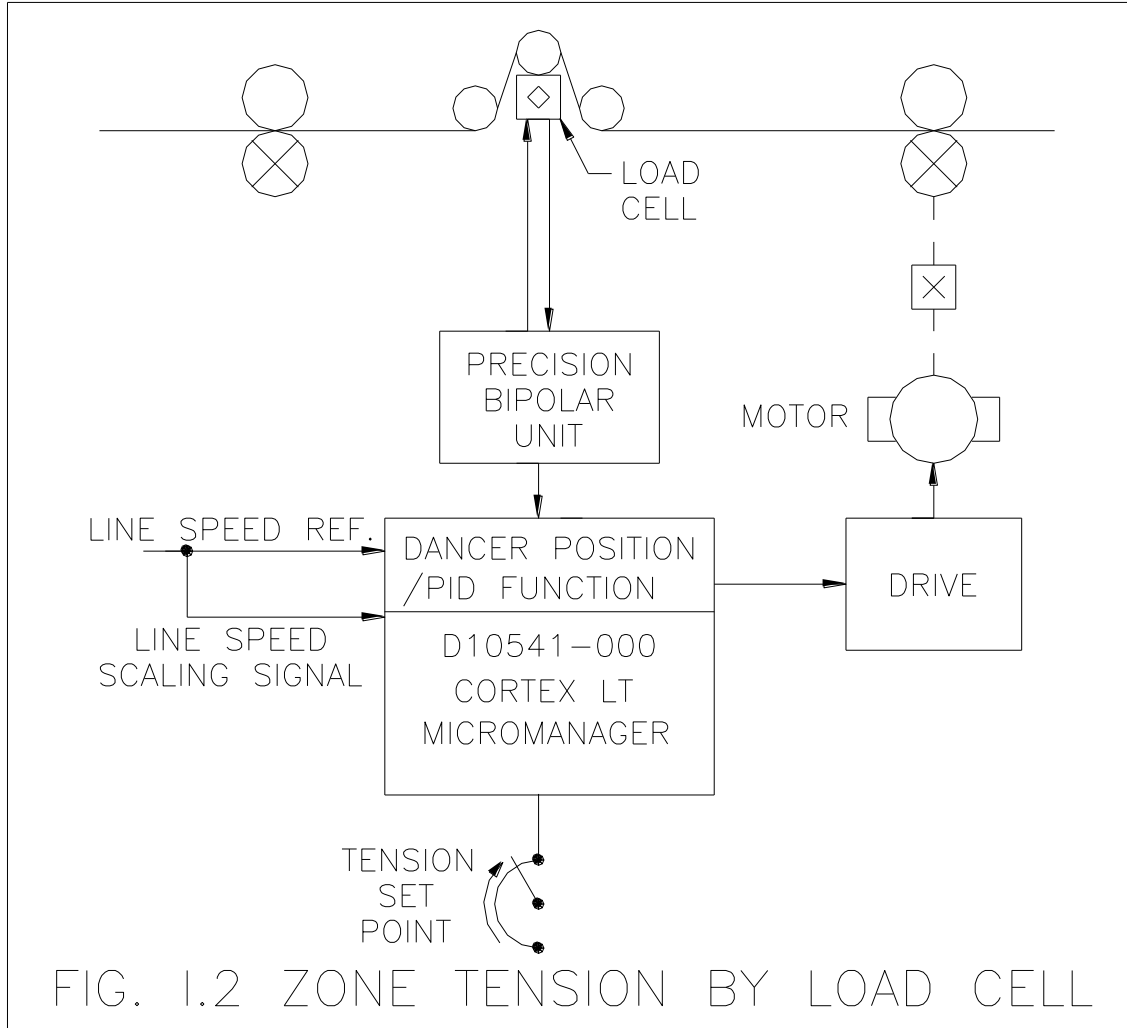 LOAD
CELL
PRECISION
BIPOLAR
UNIT
MOTOR
LINE SPEED REF.
DANCER POSITION
/PID FUNCTION
DRIVE
LINE SPEED
SCALING SIGNAL
D10541-000
CORTEX LT
MICROMANAGER
TENSION
SET
POINT
FIG. 1.2 ZONE TENSION BY LOAD CELL